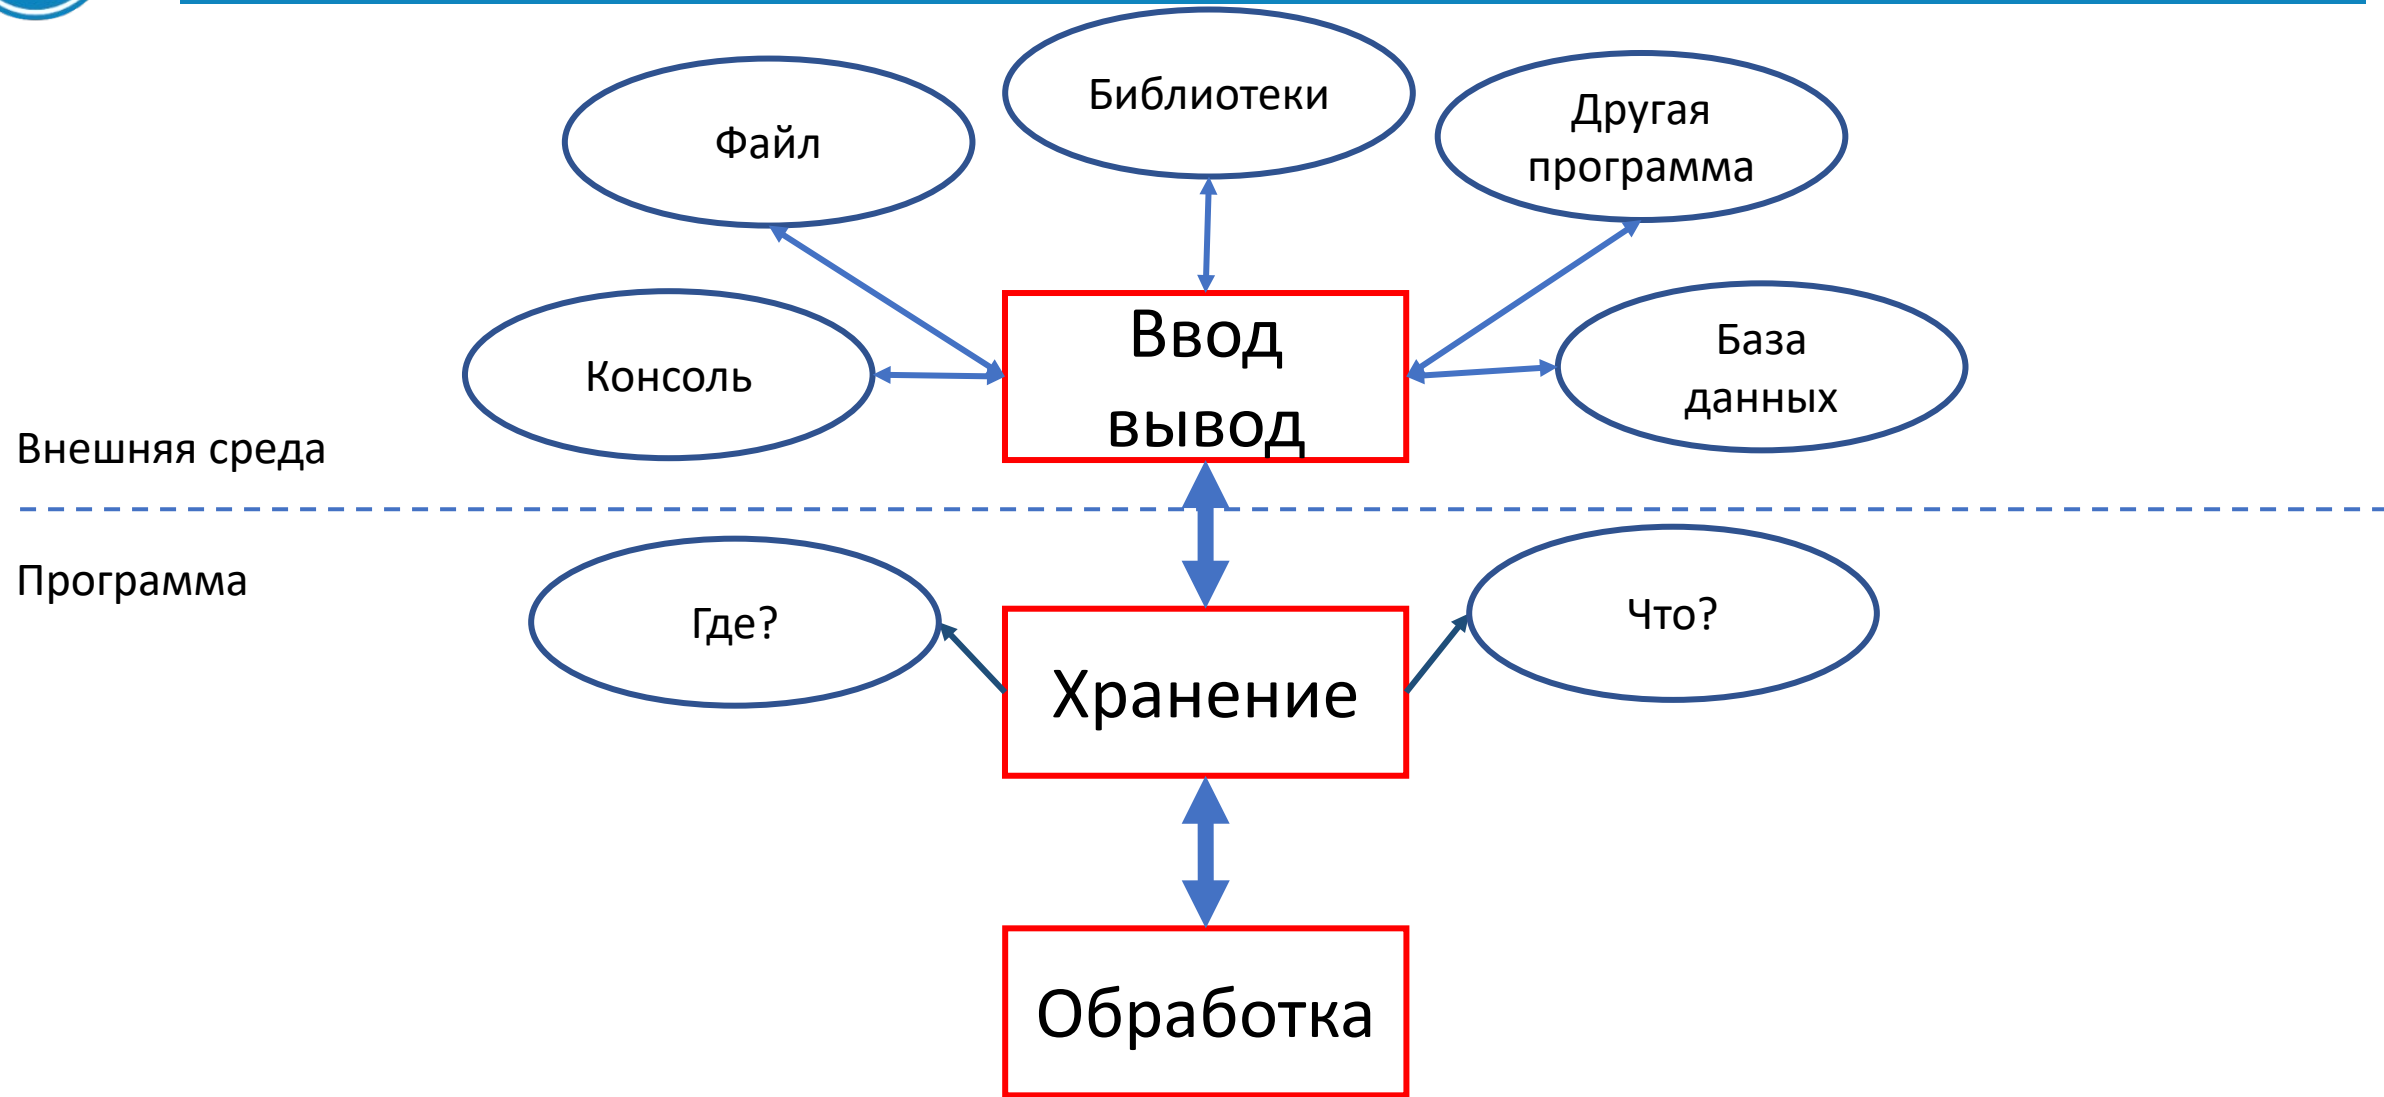 Библиотеки
Файл
Другая
программа
Ввод
вывод
Консоль
База
данных
Внешняя среда
Программа
Где?
Что?
Хранение
Обработка